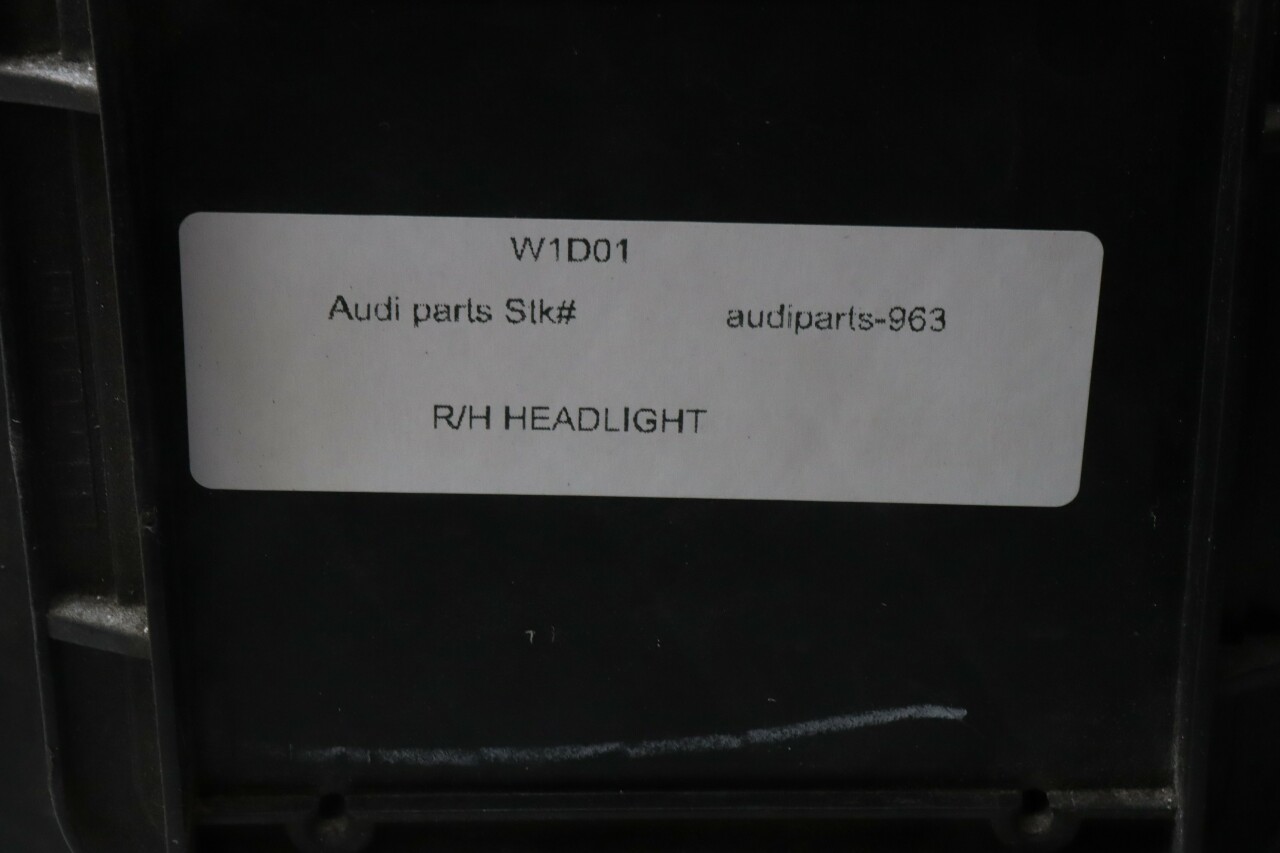 W1D01
Audi parts Stk# audiparts-963
R/H HEADLIGHT